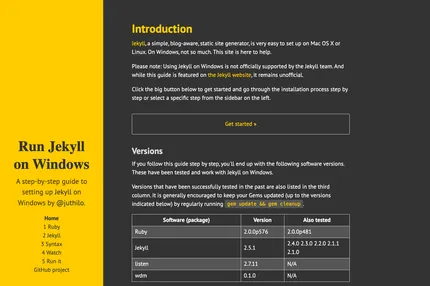 Run Jekyll
on Windows
A step-by-step guide to
setting up Jekyll on
Windows by @juthilo.
Home
1 Ruby
2 Jekyll
3 Syntax
4 Watch
5 Run it
GitHub project
Introduction
Jekyll, a simple, blog-aware, static site generator, is very easy to set up on Mac OS X or
Linux. On Windows, not so much. This site is here to help.
Please note: Using Jekyll on Windows is not officially supported by the Jekyll team. And
while this guide is featured on the Jekyll website, it remains unofficial.
Click the big button below to get started and go through the installation process step by
step or select a specific step from the sidebar on the left.
Get started »
Versions
If you follow this guide step by step, you'll end up with the following software versions.
These have been tested and work with Jekyll on Windows.
Versions that have been successfully tested in the past are also listed in the third
column. It is generally encouraged to keep your Gems updated (up to the versions
indicated below) by regularly running gem update && gem cleanup.
Software (package) Version Also tested
Ruby 2.0.0p576 2.0.0p481
Jekyll 2.5.1 2.4.0 2.3.0 2.2.0 2.1.1
2.1.0
listen 2.7.11 N/A
wdm 0.1.0 N/A